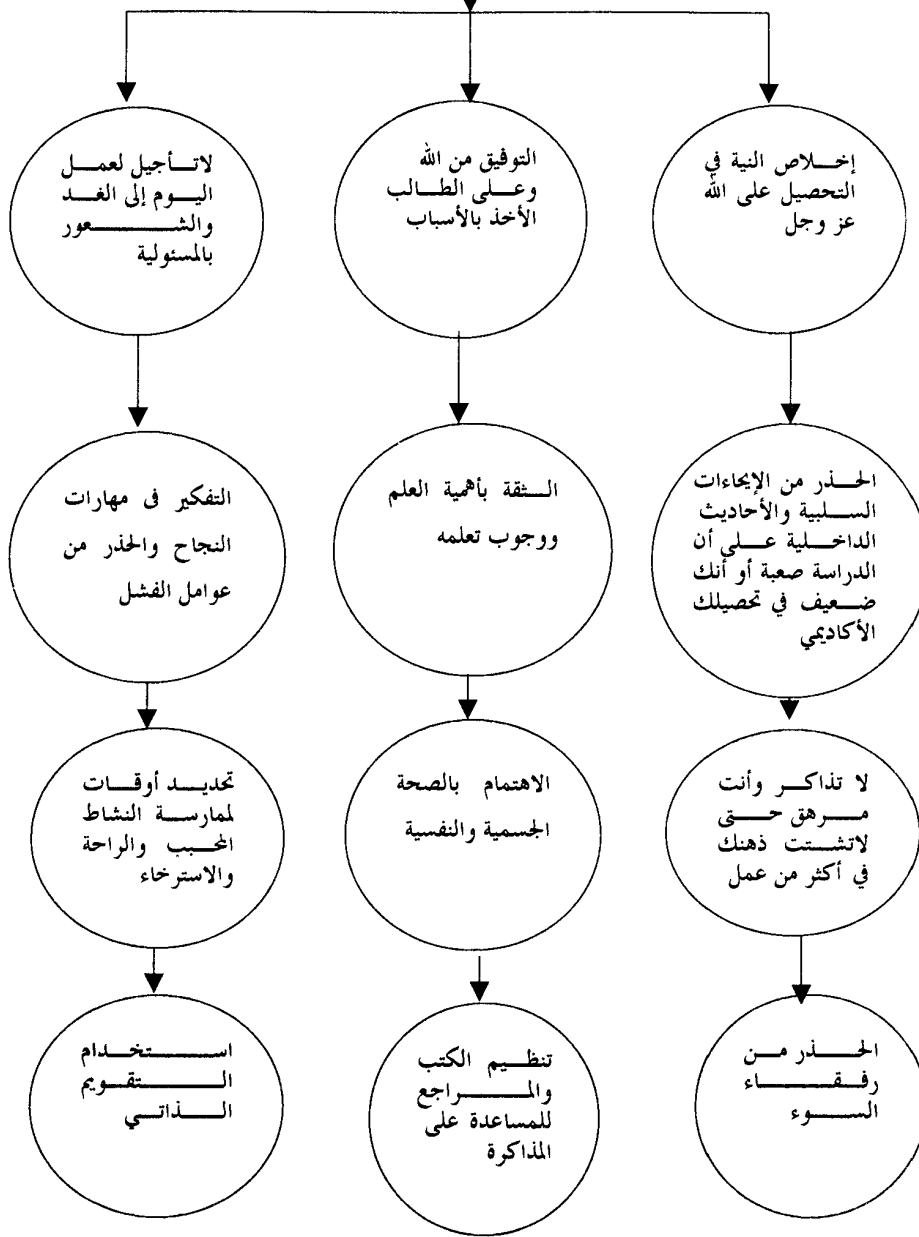 إخلاص النية في
التحصيل على الله
عز وجل
التوفيق من الله
وعلى الطالب
الأخذ بالأسباب
لاتأجيل لعمل
اليوم إلى الغد
والشعور
بالمسئولية
الحذر من الإيحاءات
السلبية والأحاديث
الداخلية على أن
الدراسة صعبة أو أنك
ضعيف في تحصيلك
الأكاديمي
الثقة بأهمية العلم
ووجوب تعلمه
التفكير فى مهارات
النجاح والحذر من
عوامل الفشل
لا تذاكر وأنت
مرهق حتى
لاتشتت ذهنك
في أكثر من عمل
الاهتمام بالصحة
الجسمية والنفسية
تحديد أوقات
لممارسة النشاط
المحبب والراحة
والاسترخاء
الحذر من
رفقاء
السوء
تنظيم الكتب
والمراجع
للمساعدة على
المذاكرة
استخدام
التقويم
الذاتي